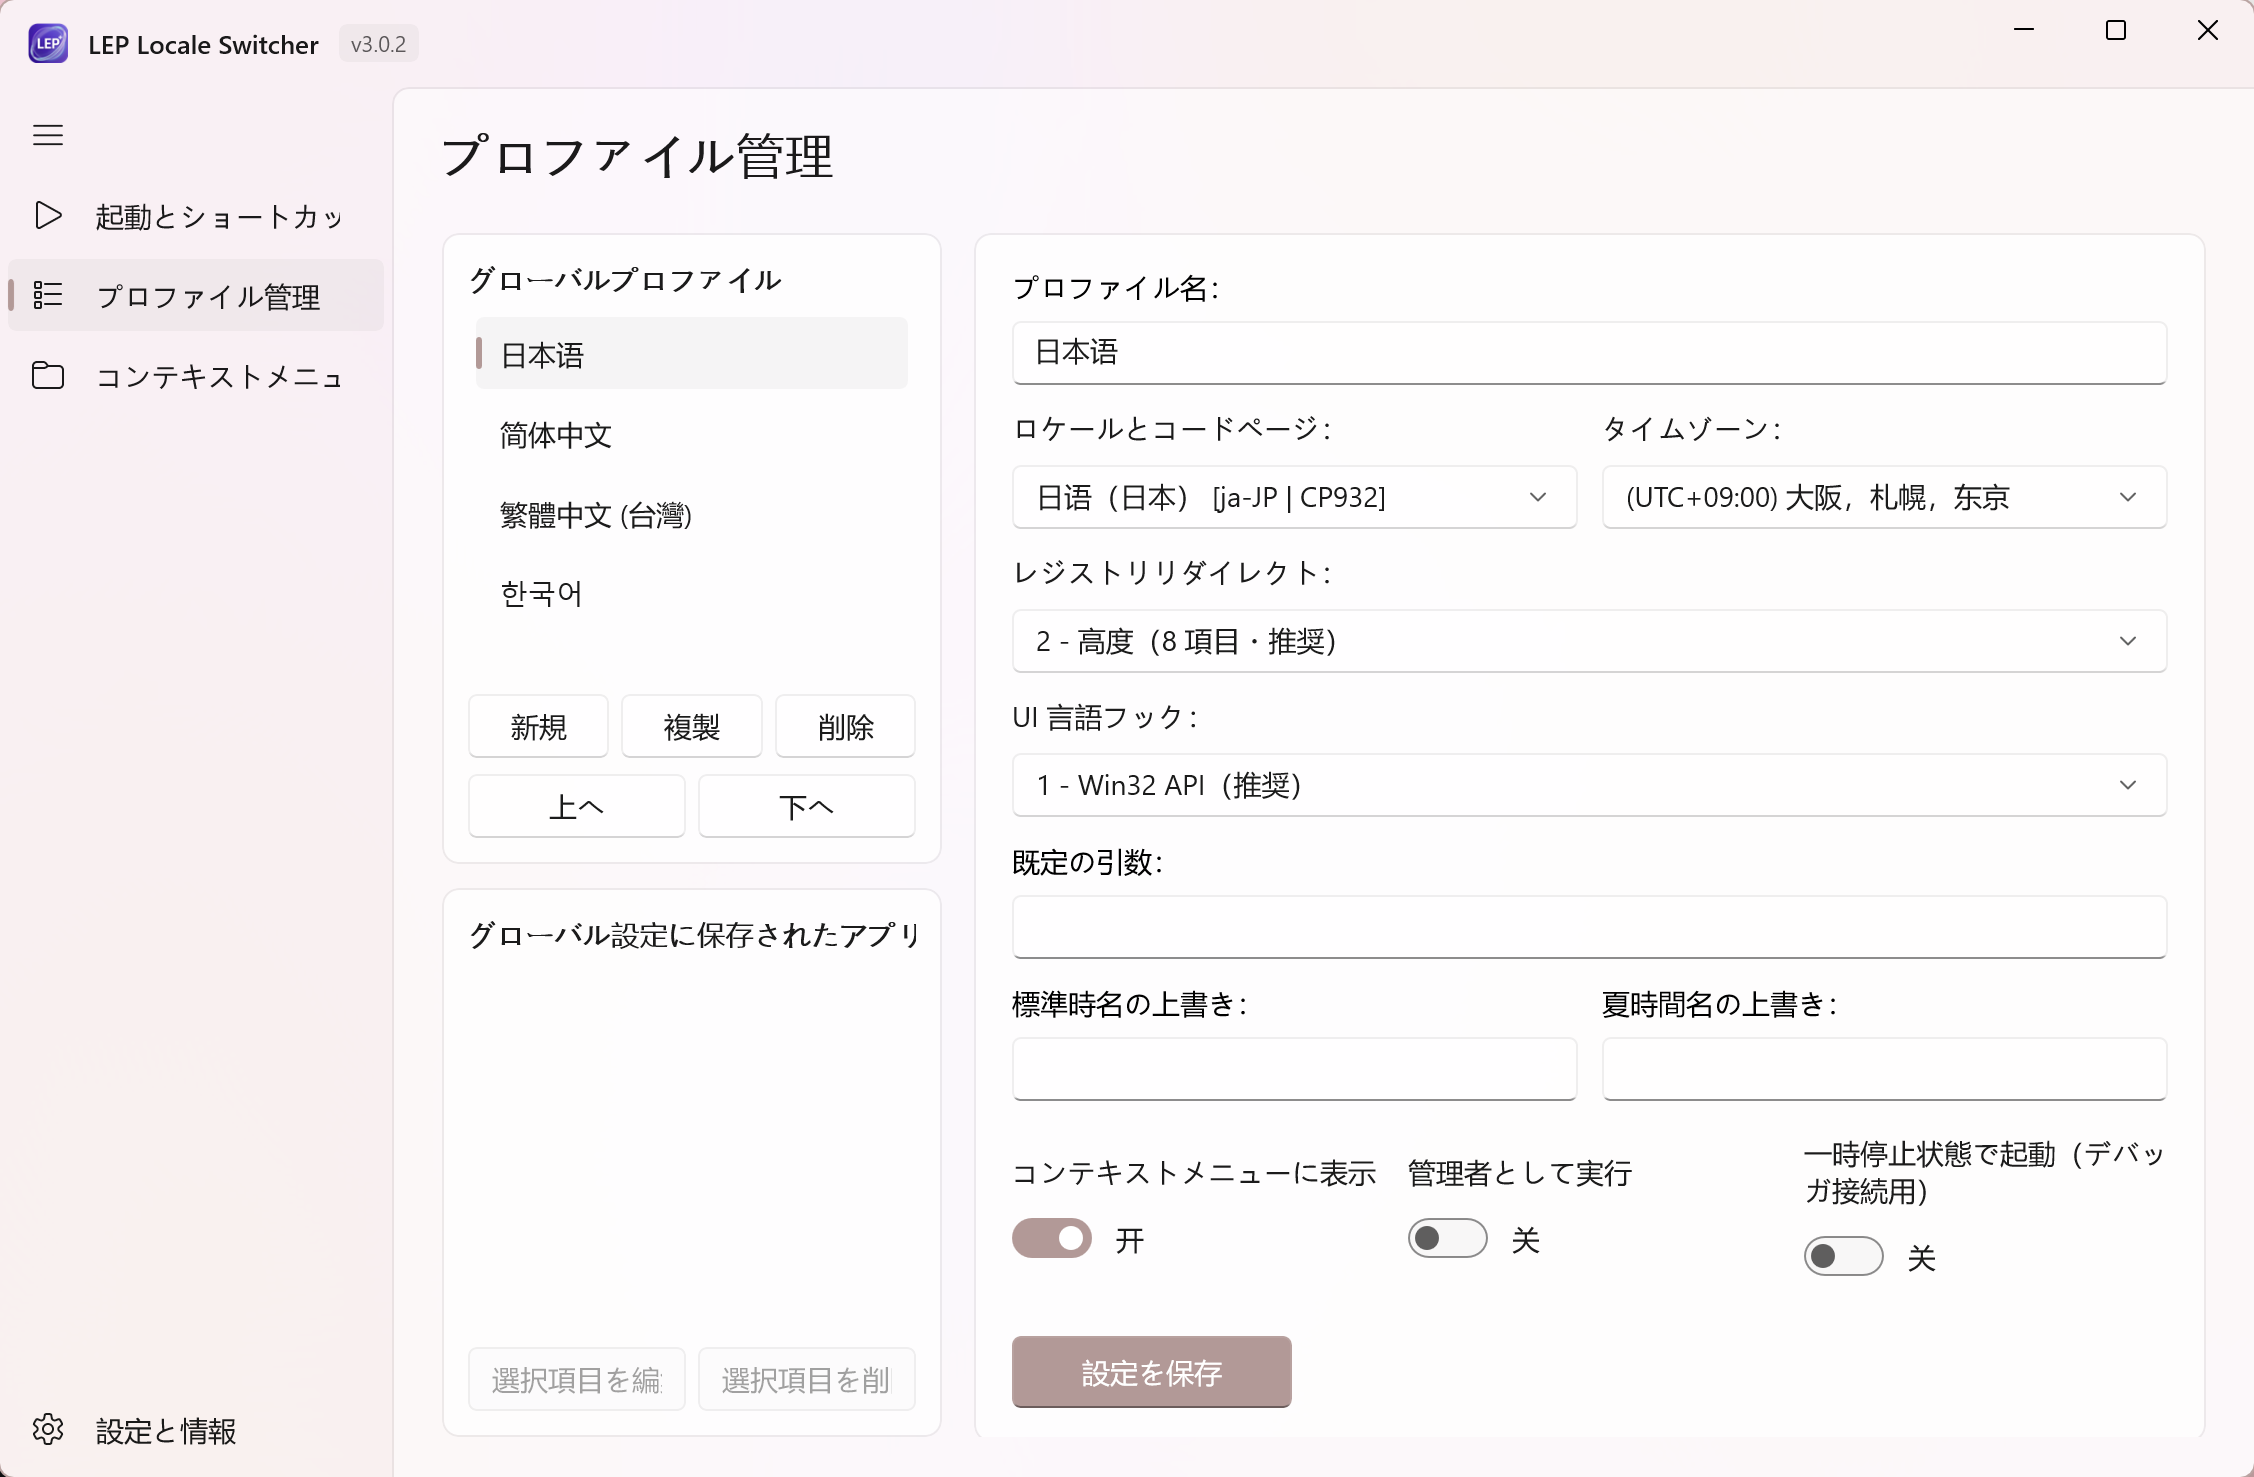 LEP
LEP Locale Switcher v3.0.2
起動とショートカッ
プロファイル管理
コンテキストメニュ
設定と情報
プロファイル管理
グローバルプロファイル
日本语
简体中文
繁體中文 (台灣)
한국어
新規 複製 削除
上へ 下へ
グローバル設定に保存されたアプリ
選択項目を編 選択項目を削
プロファイル名:
日本语
ロケールとコードページ: タイムゾーン:
日语（日本） [ja-JP | CP932] (UTC+09:00) 大阪，札幌，东京
レジストリリダイレクト:
2 - 高度（8 項目・推奨）
UI 言語フック:
1 - Win32 API（推奨）
既定の引数:
標準時名の上書き: 夏時間名の上書き:
コンテキストメニューに表示
开
管理者として実行
关
一時停止状態で起動（デバッ
ガ接続用）
关
設定を保存